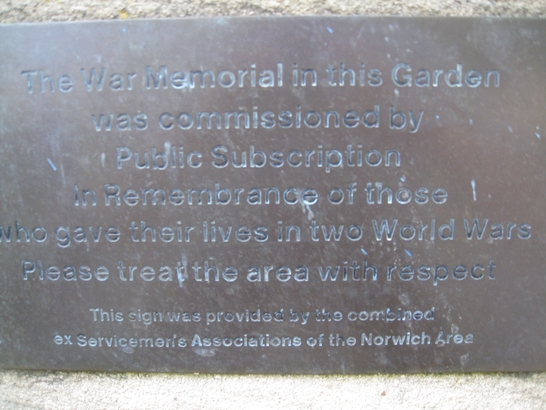 The War Memorial in this Garden
was commissioned by
Public Subscription
in Remembrance of those
who gave their lives in two World Wars
Please treat the area with respect
This sign was provided by the combined
ex Servicemen's Associations of the Norwich Area